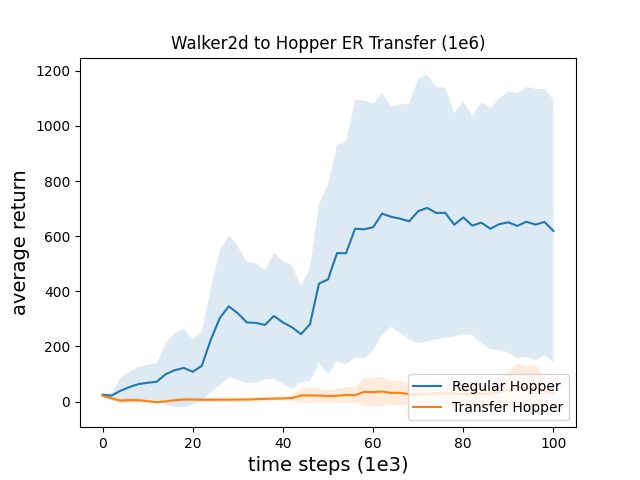 Walker2d to Hopper ER Transfer (1e6)
average return
1200
1000
800
600
400
200
0
0 20 40 60 80 100
time steps (1e3)
Regular Hopper
Transfer Hopper